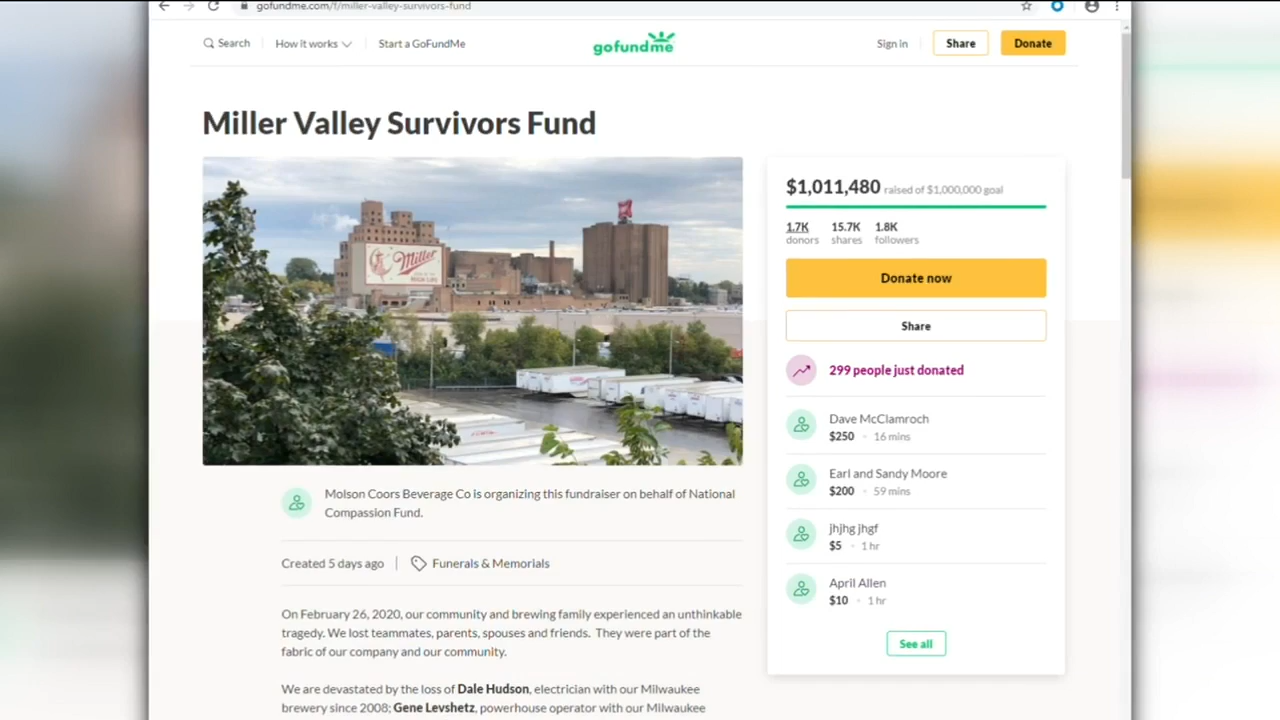 gofundme.com/f/miller-valley-survivors-fund
Search
How it works
Start a GoFundMe
gofundme
Sign in
Share
Donate
Miller Valley Survivors Fund
Miller
HIGH LIFE
$1,011,480 raised of $1,000,000 goal
1.7K 15.7K 1.8K
donors shares followers
Donate now
Share
299 people just donated
Dave McClamroch
$250 • 16 mins
Earl and Sandy Moore
$200 • 59 mins
jhjhg jhgf
$5 • 1 hr
April Allen
$10 • 1 hr
See all
Molson Coors Beverage Co is organizing this fundraiser on behalf of National
Compassion Fund.
Created 5 days ago
Funerals & Memorials
On February 26, 2020, our community and brewing family experienced an unthinkable
tragedy. We lost teammates, parents, spouses and friends. They were part of the
fabric of our company and our community.
We are devastated by the loss of Dale Hudson, electrician with our Milwaukee
brewery since 2008; Gene Levshetz, powerhouse operator with our Milwaukee